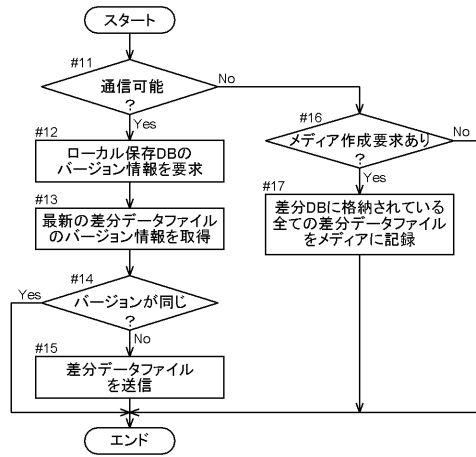 スタート
#11
通信可能
?
No
Yes
#12
ローカル保存DBの
バージョン情報を要求
#13
最新の差分データファイル
のバージョン情報を取得
#14
バージョンが同じ
?
Yes
No
#15
差分データファイル
を送信
エンド
#16
メディア作成要求あり
?
No
Yes
#17
差分DBに格納されている
全ての差分データファイル
をメディアに記録